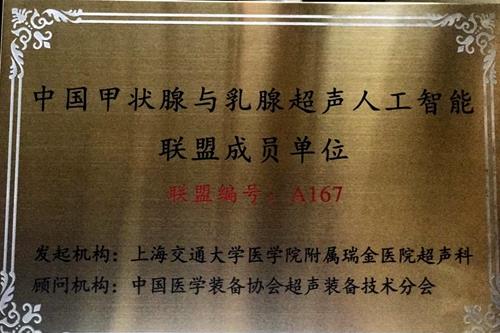 中国甲状腺与乳腺超声人工智能
联盟成员单位
联盟编号：A167
发起机构：上海交通大学医学院附属瑞金医院超声科
顾问机构：中国医学装备协会超声装备技术分会